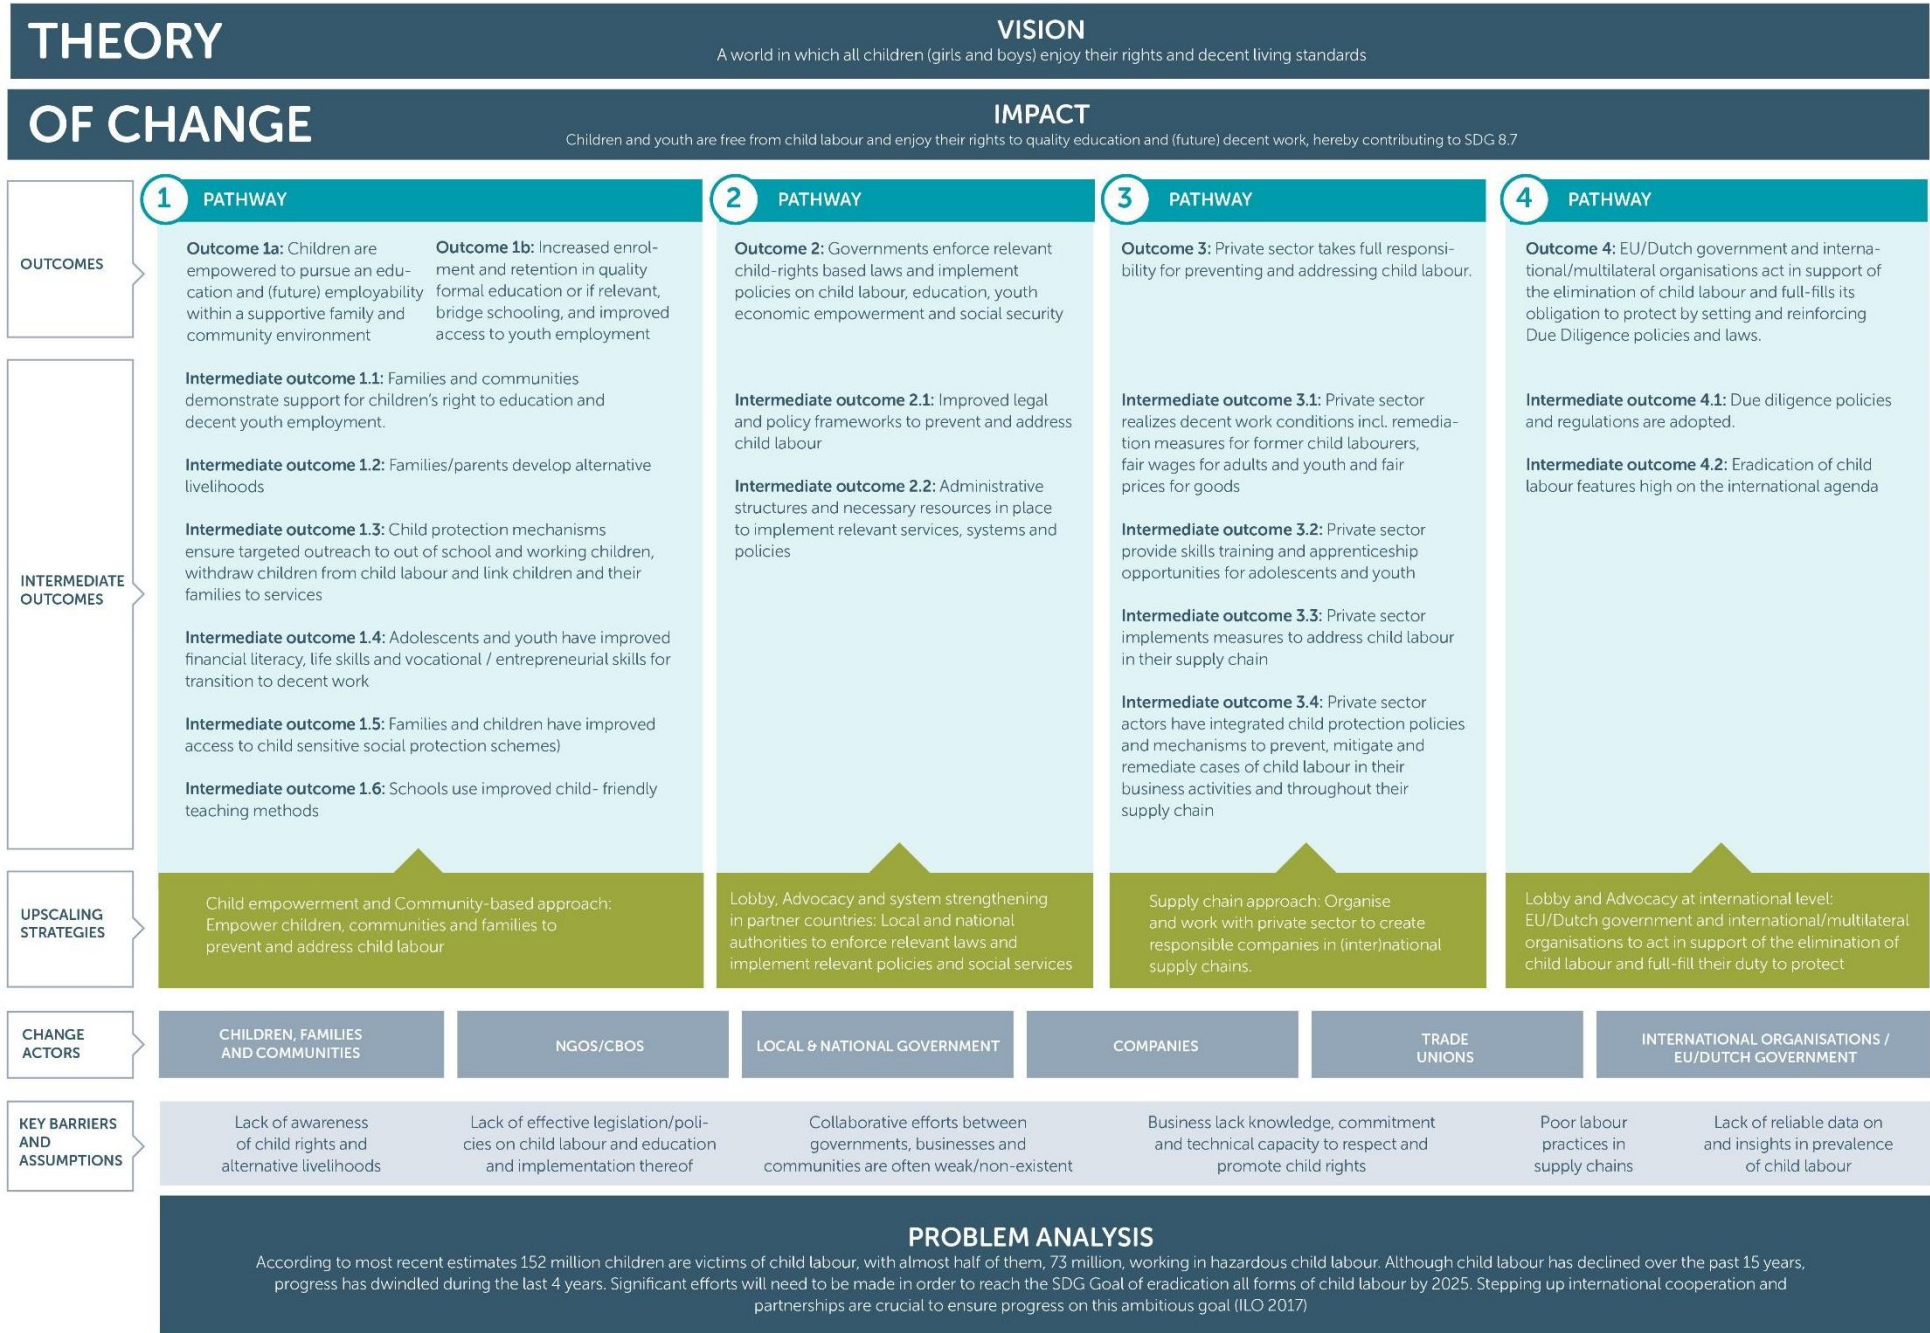 THEORY
VISION
A world in which all children (girls and boys) enjoy their rights and decent living standards
OF CHANGE
IMPACT
Children and youth are free from child labour and enjoy their rights to quality education and (future) decent work, hereby contributing to SDG 8.7
OUTCOMES
1 PATHWAY
Outcome 1a: Children are
empowered to pursue an edu-
cation and (future) employability
within a supportive family and
community environment
Outcome 1b: Increased enrol-
ment and retention in quality
formal education or if relevant,
bridge schooling, and improved
access to youth employment
2 PATHWAY
Outcome 2: Governments enforce relevant
child-rights based laws and implement
policies on child labour, education, youth
economic empowerment and social security
3 PATHWAY
Outcome 3: Private sector takes full responsi-
bility for preventing and addressing child labour.
4 PATHWAY
Outcome 4: EU/Dutch government and interna-
tional/multilateral organisations act in support of
the elimination of child labour and full-fills its
obligation to protect by setting and reinforcing
Due Diligence policies and laws.
INTERMEDIATE
OUTCOMES
Intermediate outcome 1.1: Families and communities
demonstrate support for children's right to education and
decent youth employment.
Intermediate outcome 1.2: Families/parents develop alternative
livelihoods
Intermediate outcome 1.3: Child protection mechanisms
ensure targeted outreach to out of school and working children,
withdraw children from child labour and link children and their
families to services
Intermediate outcome 1.4: Adolescents and youth have improved
financial literacy, life skills and vocational / entrepreneurial skills for
transition to decent work
Intermediate outcome 1.5: Families and children have improved
access to child sensitive social protection schemes)
Intermediate outcome 1.6: Schools use improved child- friendly
teaching methods
Intermediate outcome 2.1: Improved legal
and policy frameworks to prevent and address
child labour
Intermediate outcome 2.2: Administrative
structures and necessary resources in place
to implement relevant services, systems and
policies
Intermediate outcome 3.1: Private sector
realizes decent work conditions incl. remedia-
tion measures for former child labourers,
fair wages for adults and youth and fair
prices for goods
Intermediate outcome 3.2: Private sector
provide skills training and apprenticeship
opportunities for adolescents and youth
Intermediate outcome 3.3: Private sector
implements measures to address child labour
in their supply chain
Intermediate outcome 3.4: Private sector
actors have integrated child protection policies
and mechanisms to prevent, mitigate and
remediate cases of child labour in their
business activities and throughout their
supply chain
Intermediate outcome 4.1: Due diligence policies
and regulations are adopted.
Intermediate outcome 4.2: Eradication of child
labour features high on the international agenda
UPSCALING
STRATEGIES
Child empowerment and Community-based approach:
Empower children, communities and families to
prevent and address child labour
Lobby, Advocacy and system strengthening
in partner countries: Local and national
authorities to enforce relevant laws and
implement relevant policies and social services
Supply chain approach: Organise
and work with private sector to create
responsible companies in (inter)national
supply chains.
Lobby and Advocacy at international level:
EU/Dutch government and international/multilateral
organisations to act in support of the elimination of
child labour and full-fill their duty to protect
CHANGE
ACTORS
CHILDREN, FAMILIES
AND COMMUNITIES
NGOS/CBOS
LOCAL & NATIONAL GOVERNMENT
COMPANIES
TRADE
UNIONS
INTERNATIONAL ORGANISATIONS /
EU/DUTCH GOVERNMENT
KEY BARRIERS
AND
ASSUMPTIONS
Lack of awareness
of child rights and
alternative livelihoods
Lack of effective legislation/poli-
cies on child labour and education
and implementation thereof
Collaborative efforts between
governments, businesses and
communities are often weak/non-existent
Business lack knowledge, commitment
and technical capacity to respect and
promote child rights
Poor labour
practices in
supply chains
Lack of reliable data on
and insights in prevalence
of child labour
PROBLEM ANALYSIS
According to most recent estimates 152 million children are victims of child labour, with almost half of them, 73 million, working in hazardous child labour. Although child labour has declined over the past 15 years,
progress has dwindled during the last 4 years. Significant efforts will need to be made in order to reach the SDG Goal of eradication all forms of child labour by 2025. Stepping up international cooperation and
partnerships are crucial to ensure progress on this ambitious goal (ILO 2017)